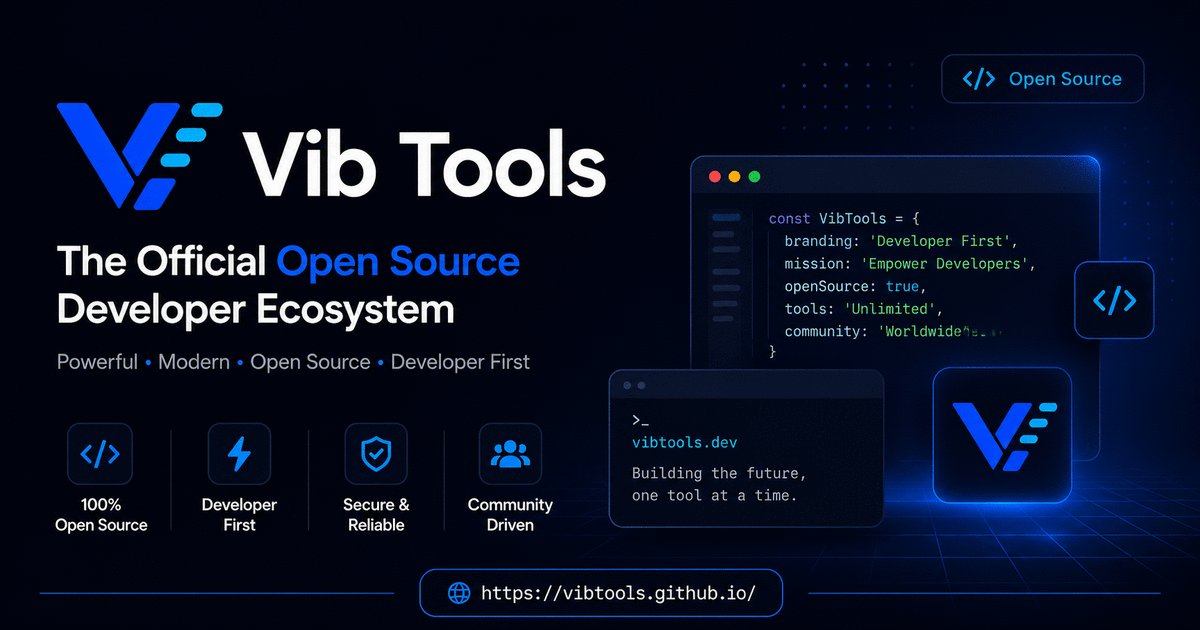 </> Open Source
Vib Tools
The Official Open Source
Developer Ecosystem
Powerful • Modern • Open Source • Developer First
</>
100%
Open Source
Developer
First
Secure &
Reliable
Community
Driven
const VibTools = {
branding: 'Developer First',
mission: 'Empower Developers',
openSource: true,
tools: 'Unlimited',
community: 'Worldwide
}
</>
>_
vibtools.dev
Building the future,
one tool at a time.
https://vibtools.github.io/